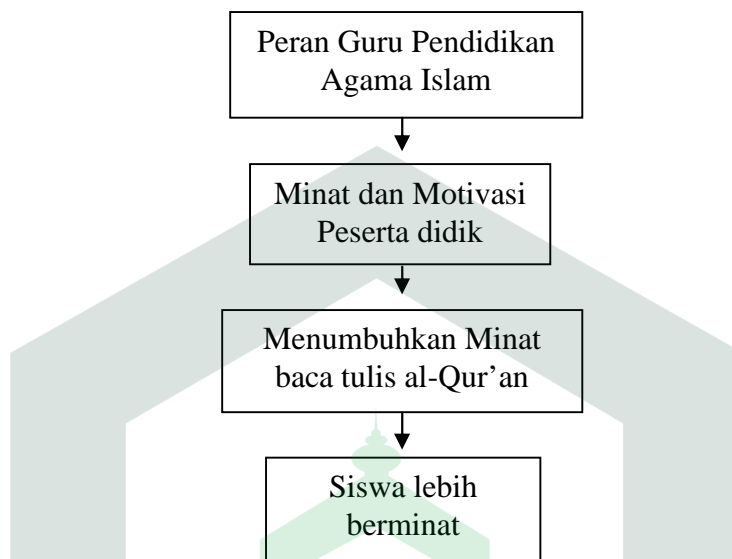 Peran Guru Pendidikan
Agama Islam
Minat dan Motivasi
Peserta didik
Menumbuhkan Minat
baca tulis al-Qur’an
Siswa lebih
berminat